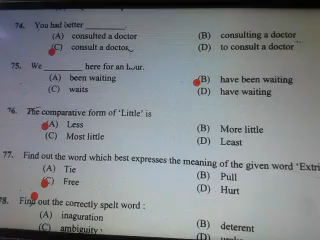 74. You had better ________.
(A) consulted a doctor (B) consulting a doctor
(C) consult a doctor (D) to consult a doctor
75. We ________ here for an hour.
(A) been waiting (B) have been waiting
(C) waits (D) have waiting
76. The comparative form of 'Little' is
(A) Less (B) More little
(C) Most little (D) Least
77. Find out the word which best expresses the meaning of the given word 'Extri
(A) Tie (B) Pull
(C) Free (D) Hurt
78. Find out the correctly spelt word :
(A) inaguration (B) deterent
(C) ambiguity (D)